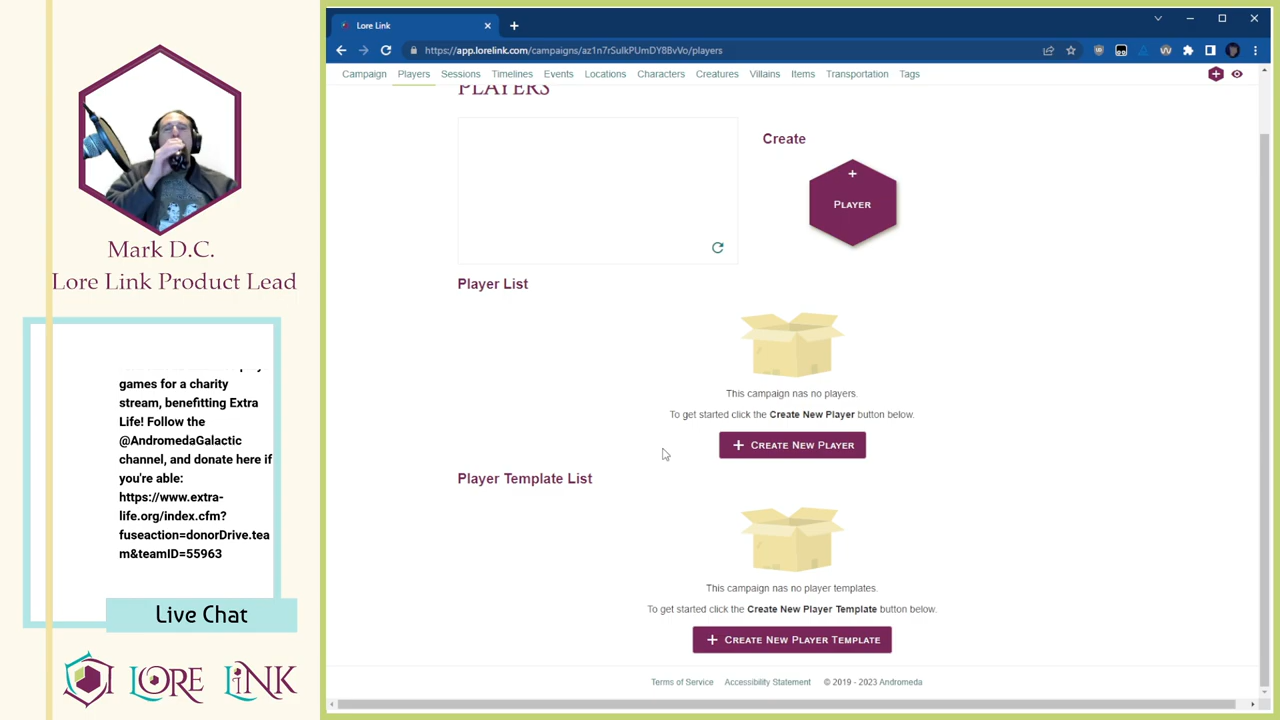 Lore Link
https://app.lorelink.com/campaigns/az1n7rSulkPUmDY8BvVo/players
Campaign Players Sessions Timelines Events Locations Characters Creatures Villains Items Transportation Tags
PLAYERS
Create
+
PLAYER
Player List
This campaign nas no players.
To get started click the Create New Player button below.
+ CREATE NEW PLAYER
Player Template List
This campaign nas no player templates.
To get started click the Create New Player Template button below.
+ CREATE NEW PLAYER TEMPLATE
Terms of Service Accessibility Statement © 2019 - 2023 Andromeda
Mark D.C.
Lore Link Product Lead
games for a charity
stream, benefitting Extra
Life! Follow the
@AndromedaGalactic
channel, and donate here if
you're able:
https://www.extra-
life.org/index.cfm?
fuseaction=donorDrive.tea
m&teamID=55963
Live Chat
LORE LINK